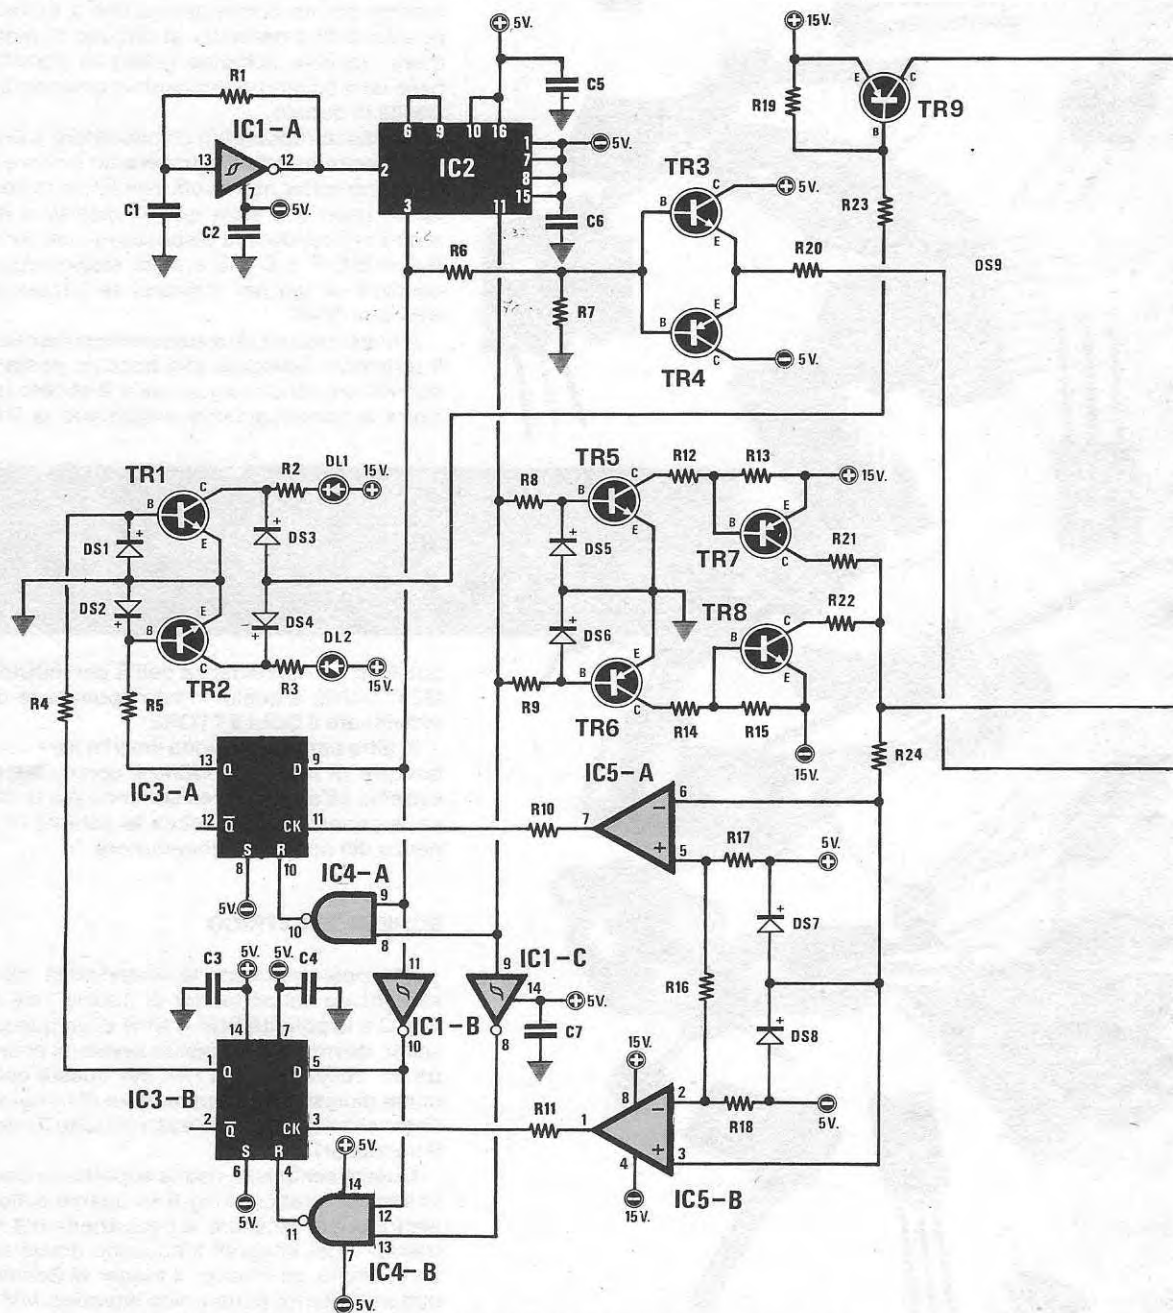 5V.
15V.
R1
C5
E
C
R19
TR9
IC1-A
6
9
10
16
B
13
12
2
IC2
1
5V.
TR3
7
7
8
C
5V.
C1
5V.
15
B
C2
3
11
C6
E
R23
R6
R20
DS9
R7
E
B
C
5V.
TR4
TR1
C
R2
DL1
15V.
TR5
R12
R13
R8
C
15V.
B
B
E
E
DS1
E
DS3
DS5
B
TR7
C
R21
DS2
E
DS4
TR8
R22
DS6
C
B
DL2
E
B
C
R3
15V.
B
E
TR2
R9
C
R4
R5
TR6
R14
R15
15V.
R24
13
Q
D
9
IC5-A
IC3-A
R10
6
12
Q
CK
11
7
−
S
R
+
5
R17
5V.
8
10
IC4-A
5V.
9
DS7
10
8
5V.
5V.
11
9
IC1-C
C3
C4
14
5V.
R16
IC1-B
C7
DS8
14
7
10
8
1
Q
D
5
15V.
IC3-B
8
2
R18
5V.
2
Q
CK
3
R11
1
−
S
R
5V.
+
3
6
4
14
4
IC5-B
5V.
12
15V.
11
13
7
IC4-B
5V.